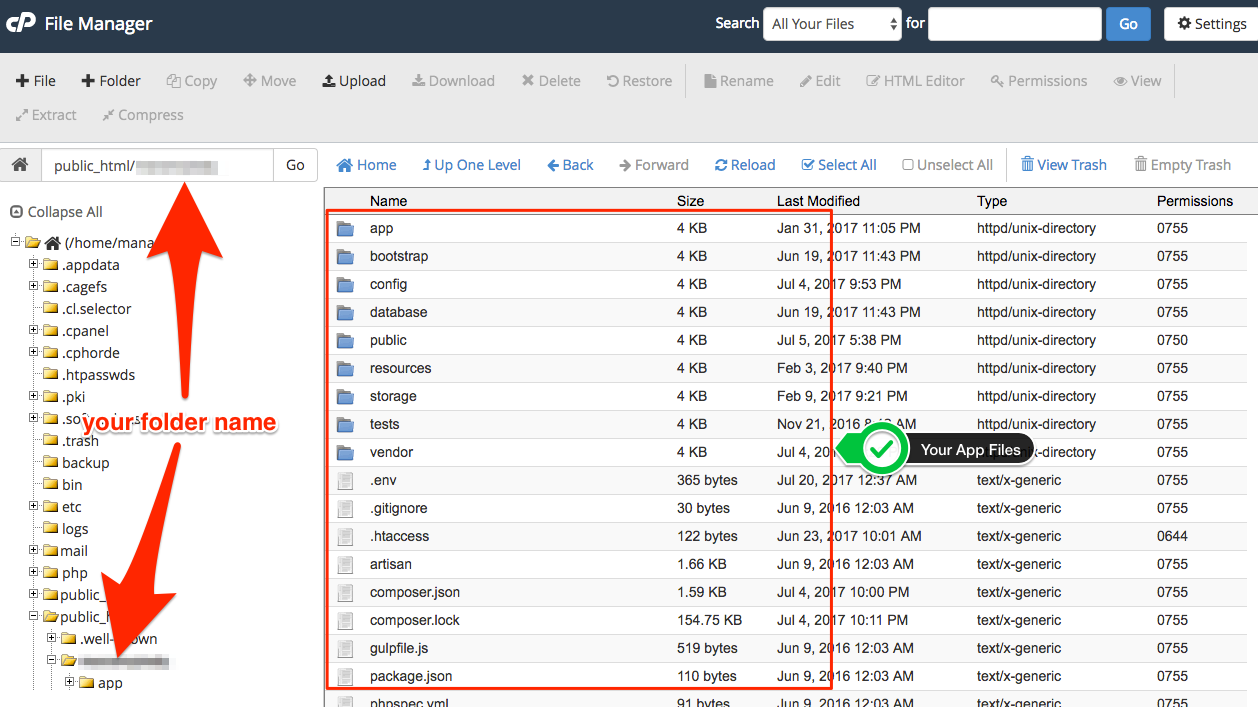 cP File Manager
Search All Your Files for Go Settings
File Folder Copy Move Upload Download Delete Restore Rename Edit HTML Editor Permissions View
Extract Compress
public_html/ Go Home Up One Level Back Forward Reload Select All Unselect All View Trash Empty Trash
Collapse All
(/home/mana
.appdata
.cagefs
.cl.selector
.cpanel
.cphorde
.htpasswds
.pki
your folder name
.trash
backup
bin
etc
logs
mail
php
public_
public_h
app
Name Size Last Modified Type Permissions
app 4 KB Jan 31, 2017 11:05 PM httpd/unix-directory 0755
bootstrap 4 KB Jun 19, 2017 11:43 PM httpd/unix-directory 0755
config 4 KB Jul 4, 2017 9:53 PM httpd/unix-directory 0755
database 4 KB Jun 19, 2017 11:43 PM httpd/unix-directory 0755
public 4 KB Jul 5, 2017 5:38 PM httpd/unix-directory 0750
resources 4 KB Feb 3, 2017 9:40 PM httpd/unix-directory 0755
storage 4 KB Feb 9, 2017 9:21 PM httpd/unix-directory 0755
tests 4 KB Nov 21, 2016 AM httpd/unix-directory 0755
vendor 4 KB Jul 4, x-directory 0755
Your App Files
.env 365 bytes Jul 20, 2017 12:37 AM text/x-generic 0755
.gitignore 30 bytes Jun 9, 2016 12:03 AM text/x-generic 0755
.htaccess 122 bytes Jun 23, 2017 10:01 AM text/x-generic 0644
artisan 1.66 KB Jun 9, 2016 12:03 AM text/x-generic 0755
composer.json 1.59 KB Jul 4, 2017 10:00 PM text/x-generic 0755
composer.lock 154.75 KB Jul 4, 2017 10:11 PM text/x-generic 0755
gulpfile.js 519 bytes Jun 9, 2016 12:03 AM text/x-generic 0755
package.json 110 bytes Jun 9, 2016 12:03 AM text/x-generic 0755
phpspec.yml 91 bytes Jun 9, 2016 12:03 AM text/x-generic 0755